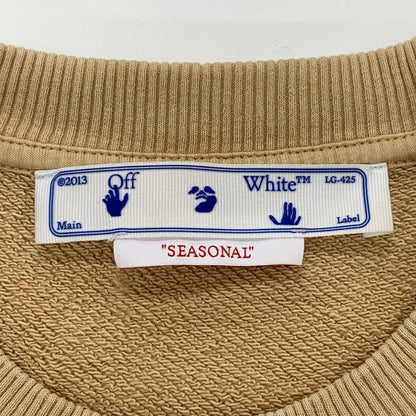 ©2013 Off White™ LG-425
Main Label
"SEASONAL"